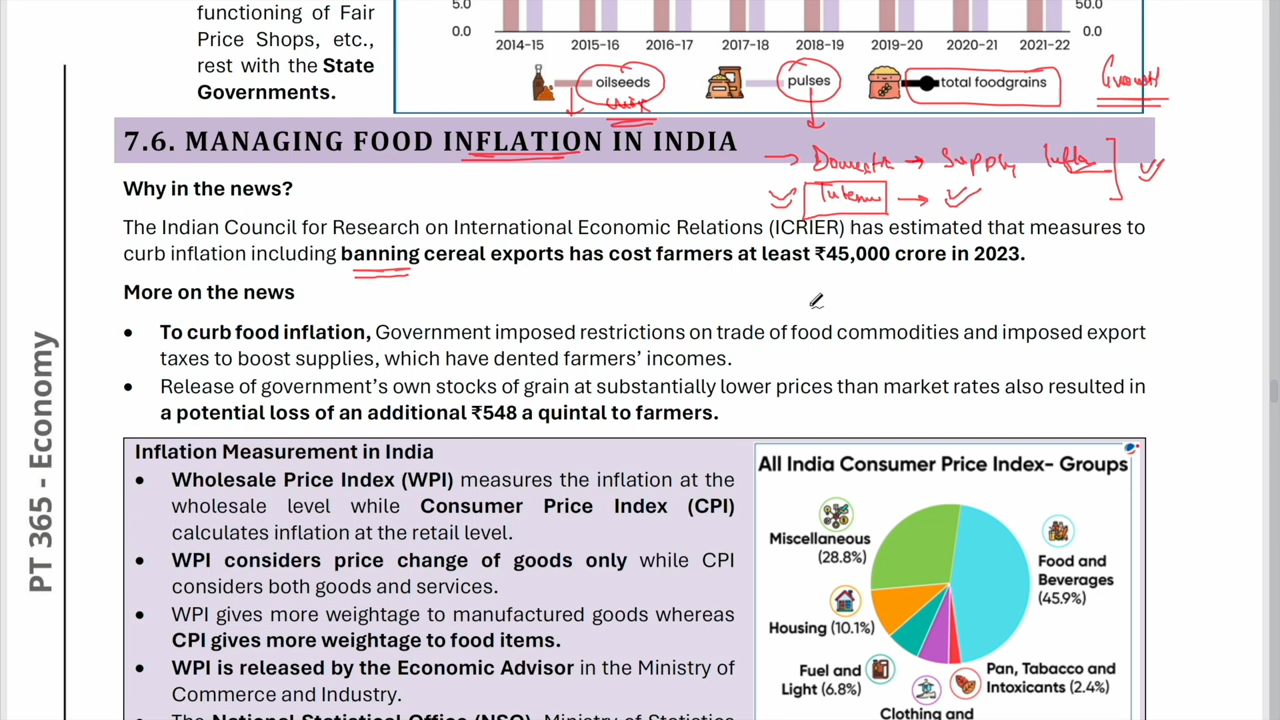 functioning of Fair
Price Shops, etc.,
rest with the State
Governments.
5.0
0.0
50.0
0.0
2014-15 2015-16 2016-17 2017-18 2018-19 2019-20 2020-21 2021-22
oilseeds pulses total foodgrains
7.6. MANAGING FOOD INFLATION IN INDIA
Domestic → Supply
Why in the news?
The Indian Council for Research on International Economic Relations (ICRIER) has estimated that measures to
curb inflation including banning cereal exports has cost farmers at least ₹45,000 crore in 2023.
More on the news
• To curb food inflation, Government imposed restrictions on trade of food commodities and imposed export
taxes to boost supplies, which have dented farmers' incomes.
• Release of government's own stocks of grain at substantially lower prices than market rates also resulted in
a potential loss of an additional ₹548 a quintal to farmers.
PT 365 - Economy
Inflation Measurement in India
• Wholesale Price Index (WPI) measures the inflation at the
wholesale level while Consumer Price Index (CPI)
calculates inflation at the retail level.
• WPI considers price change of goods only while CPI
considers both goods and services.
• WPI gives more weightage to manufactured goods whereas
CPI gives more weightage to food items.
• WPI is released by the Economic Advisor in the Ministry of
Commerce and Industry.
• The National Statistical Office (NSO), Ministry of Statistics
All India Consumer Price Index- Groups
Miscellaneous
(28.8%)
Food and
Beverages
(45.9%)
Housing (10.1%)
Fuel and
Light (6.8%)
Pan, Tabacco and
Intoxicants (2.4%)
Clothing and